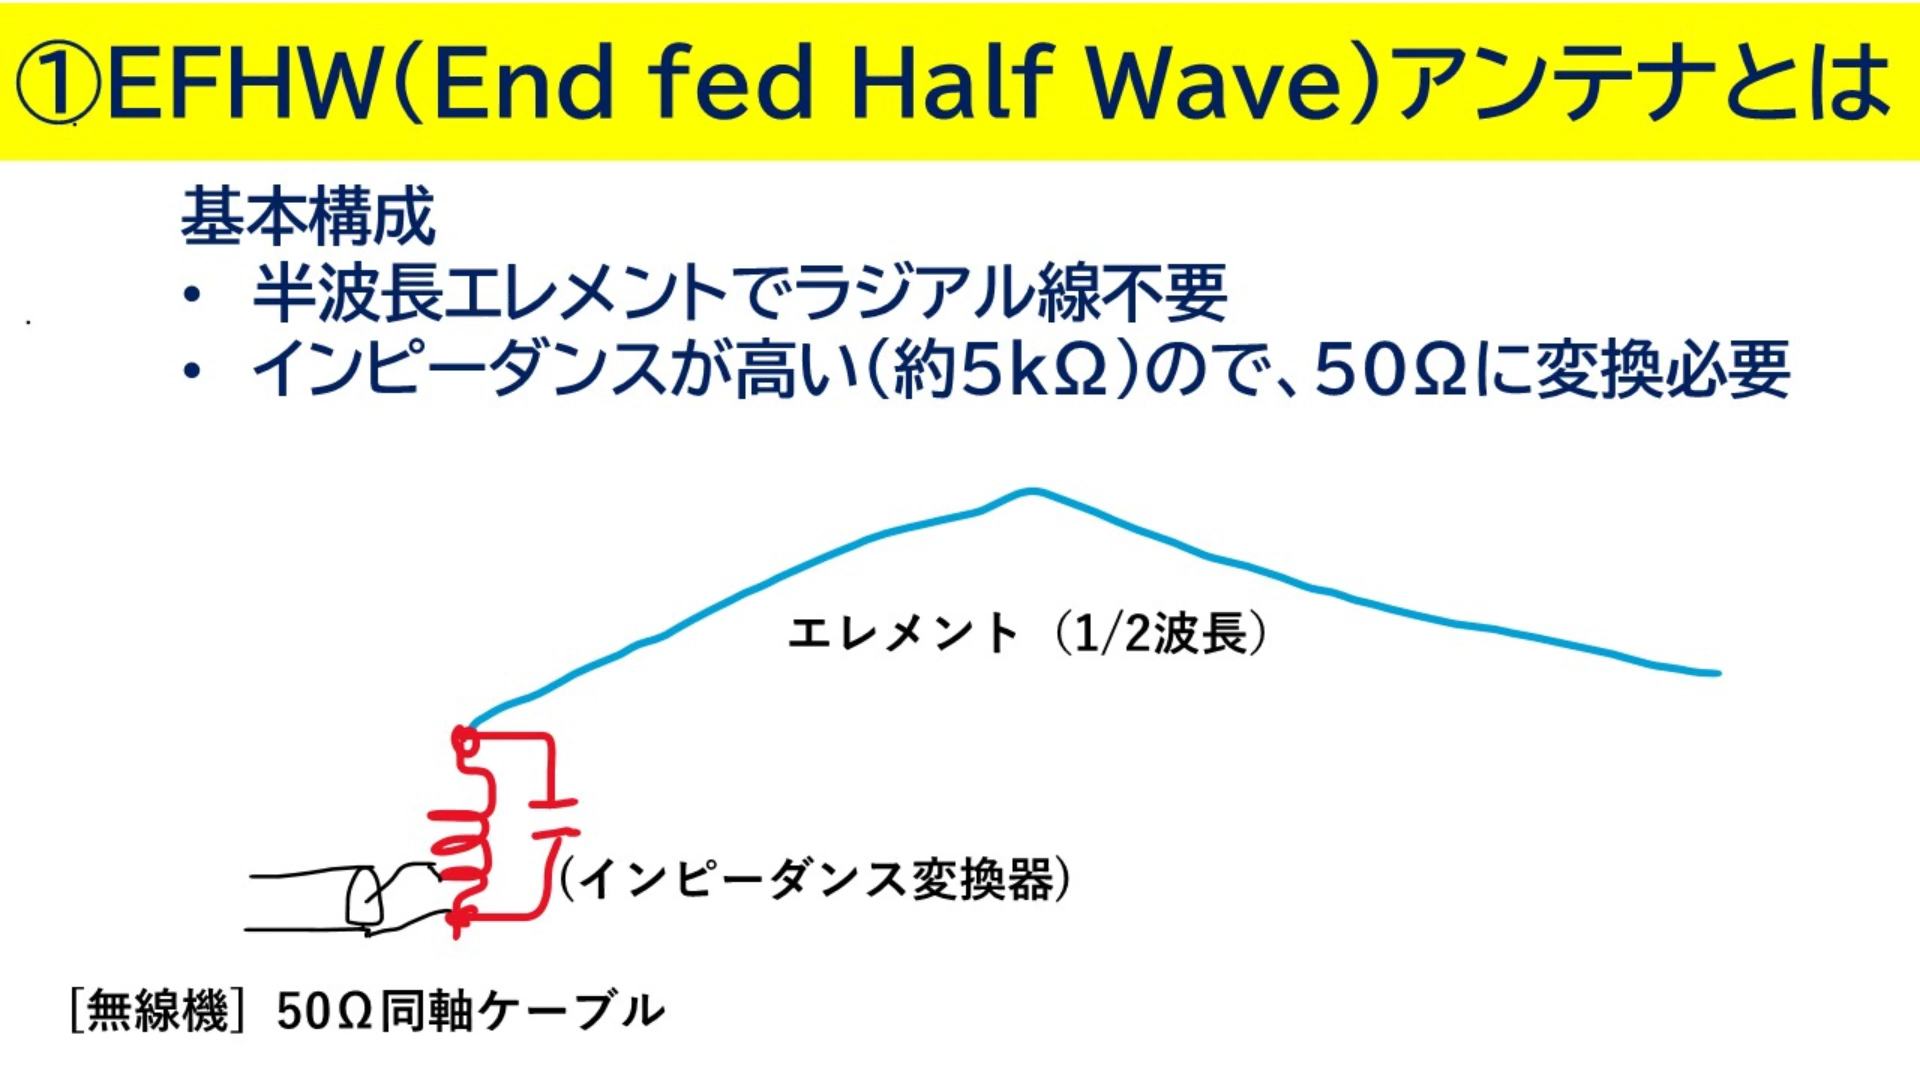 ①EFHW(End fed Half Wave)アンテナとは
基本構成
• 半波長エレメントでラジアル線不要
• インピーダンスが高い(約5kΩ)ので、50Ωに変換必要
エレメント（1/2波長）
(インピーダンス変換器)
[無線機] 50Ω同軸ケーブル